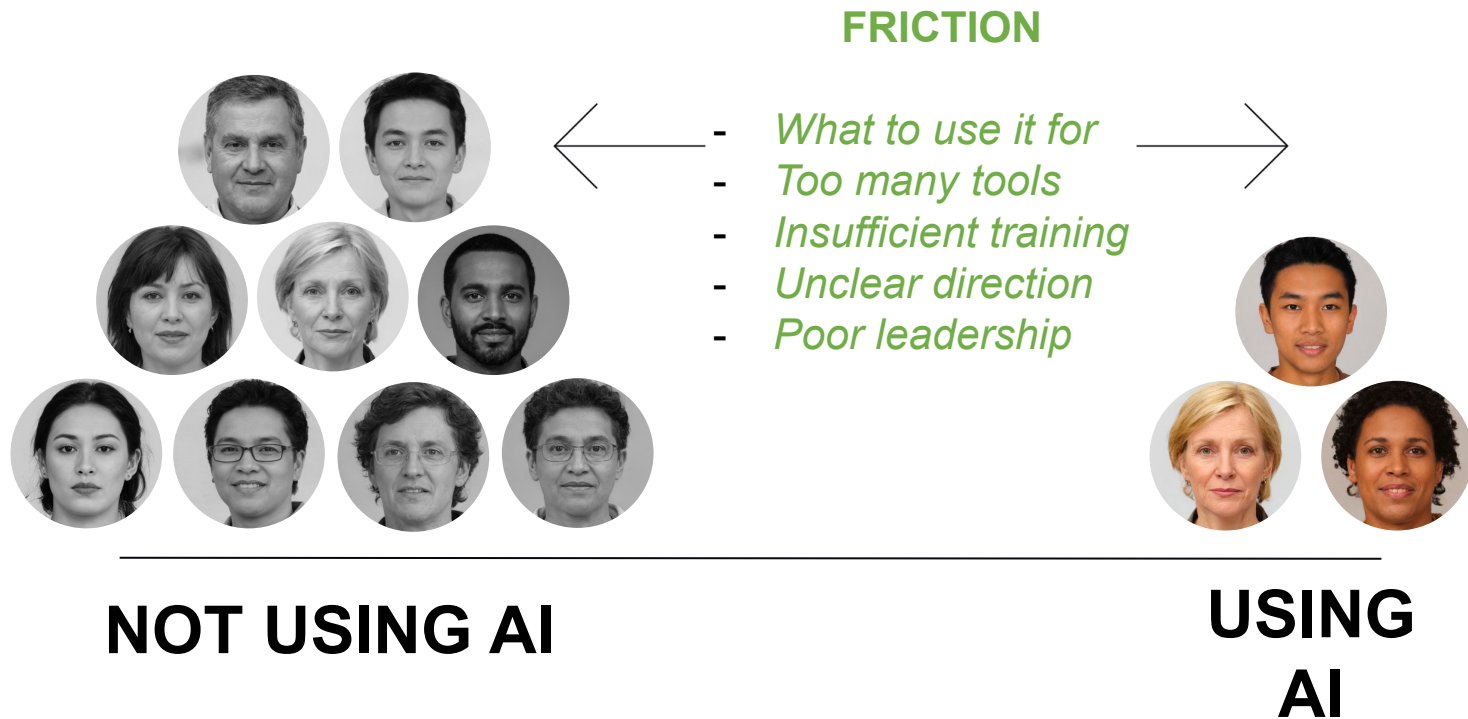 FRICTION
- What to use it for
- Too many tools
- Insufficient training
- Unclear direction
- Poor leadership
NOT USING AI
USING
AI